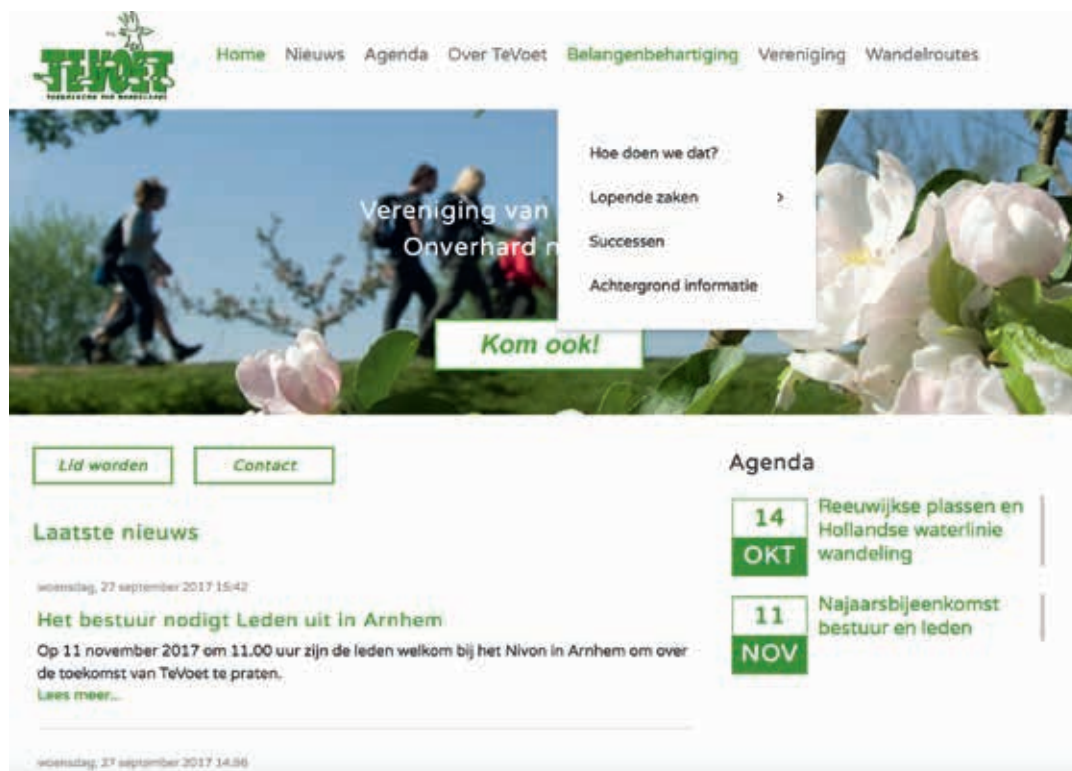 TEVOET
VERENIGING VAN WANDELAARS
Home Nieuws Agenda Over TeVoet Belangenbehartiging Vereniging Wandelroutes
Hoe doen we dat?
Lopende zaken >
Successen
Achtergrond informatie
Vereniging van
Onverhard n
Kom ook!
Lid worden
Contact
Laatste nieuws
woensdag, 27 september 2017 15:42
Het bestuur nodigt Leden uit in Arnhem
Op 11 november 2017 om 11.00 uur zijn de leden welkom bij het Nivon in Arnhem om over
de toekomst van TeVoet te praten.
Lees meer...
woensdag, 27 september 2017 14:56
Agenda
14
OKT
Reeuwijkse plassen en
Hollandse waterlinie
wandeling
11
NOV
Najaarsbijeenkomst
bestuur en leden